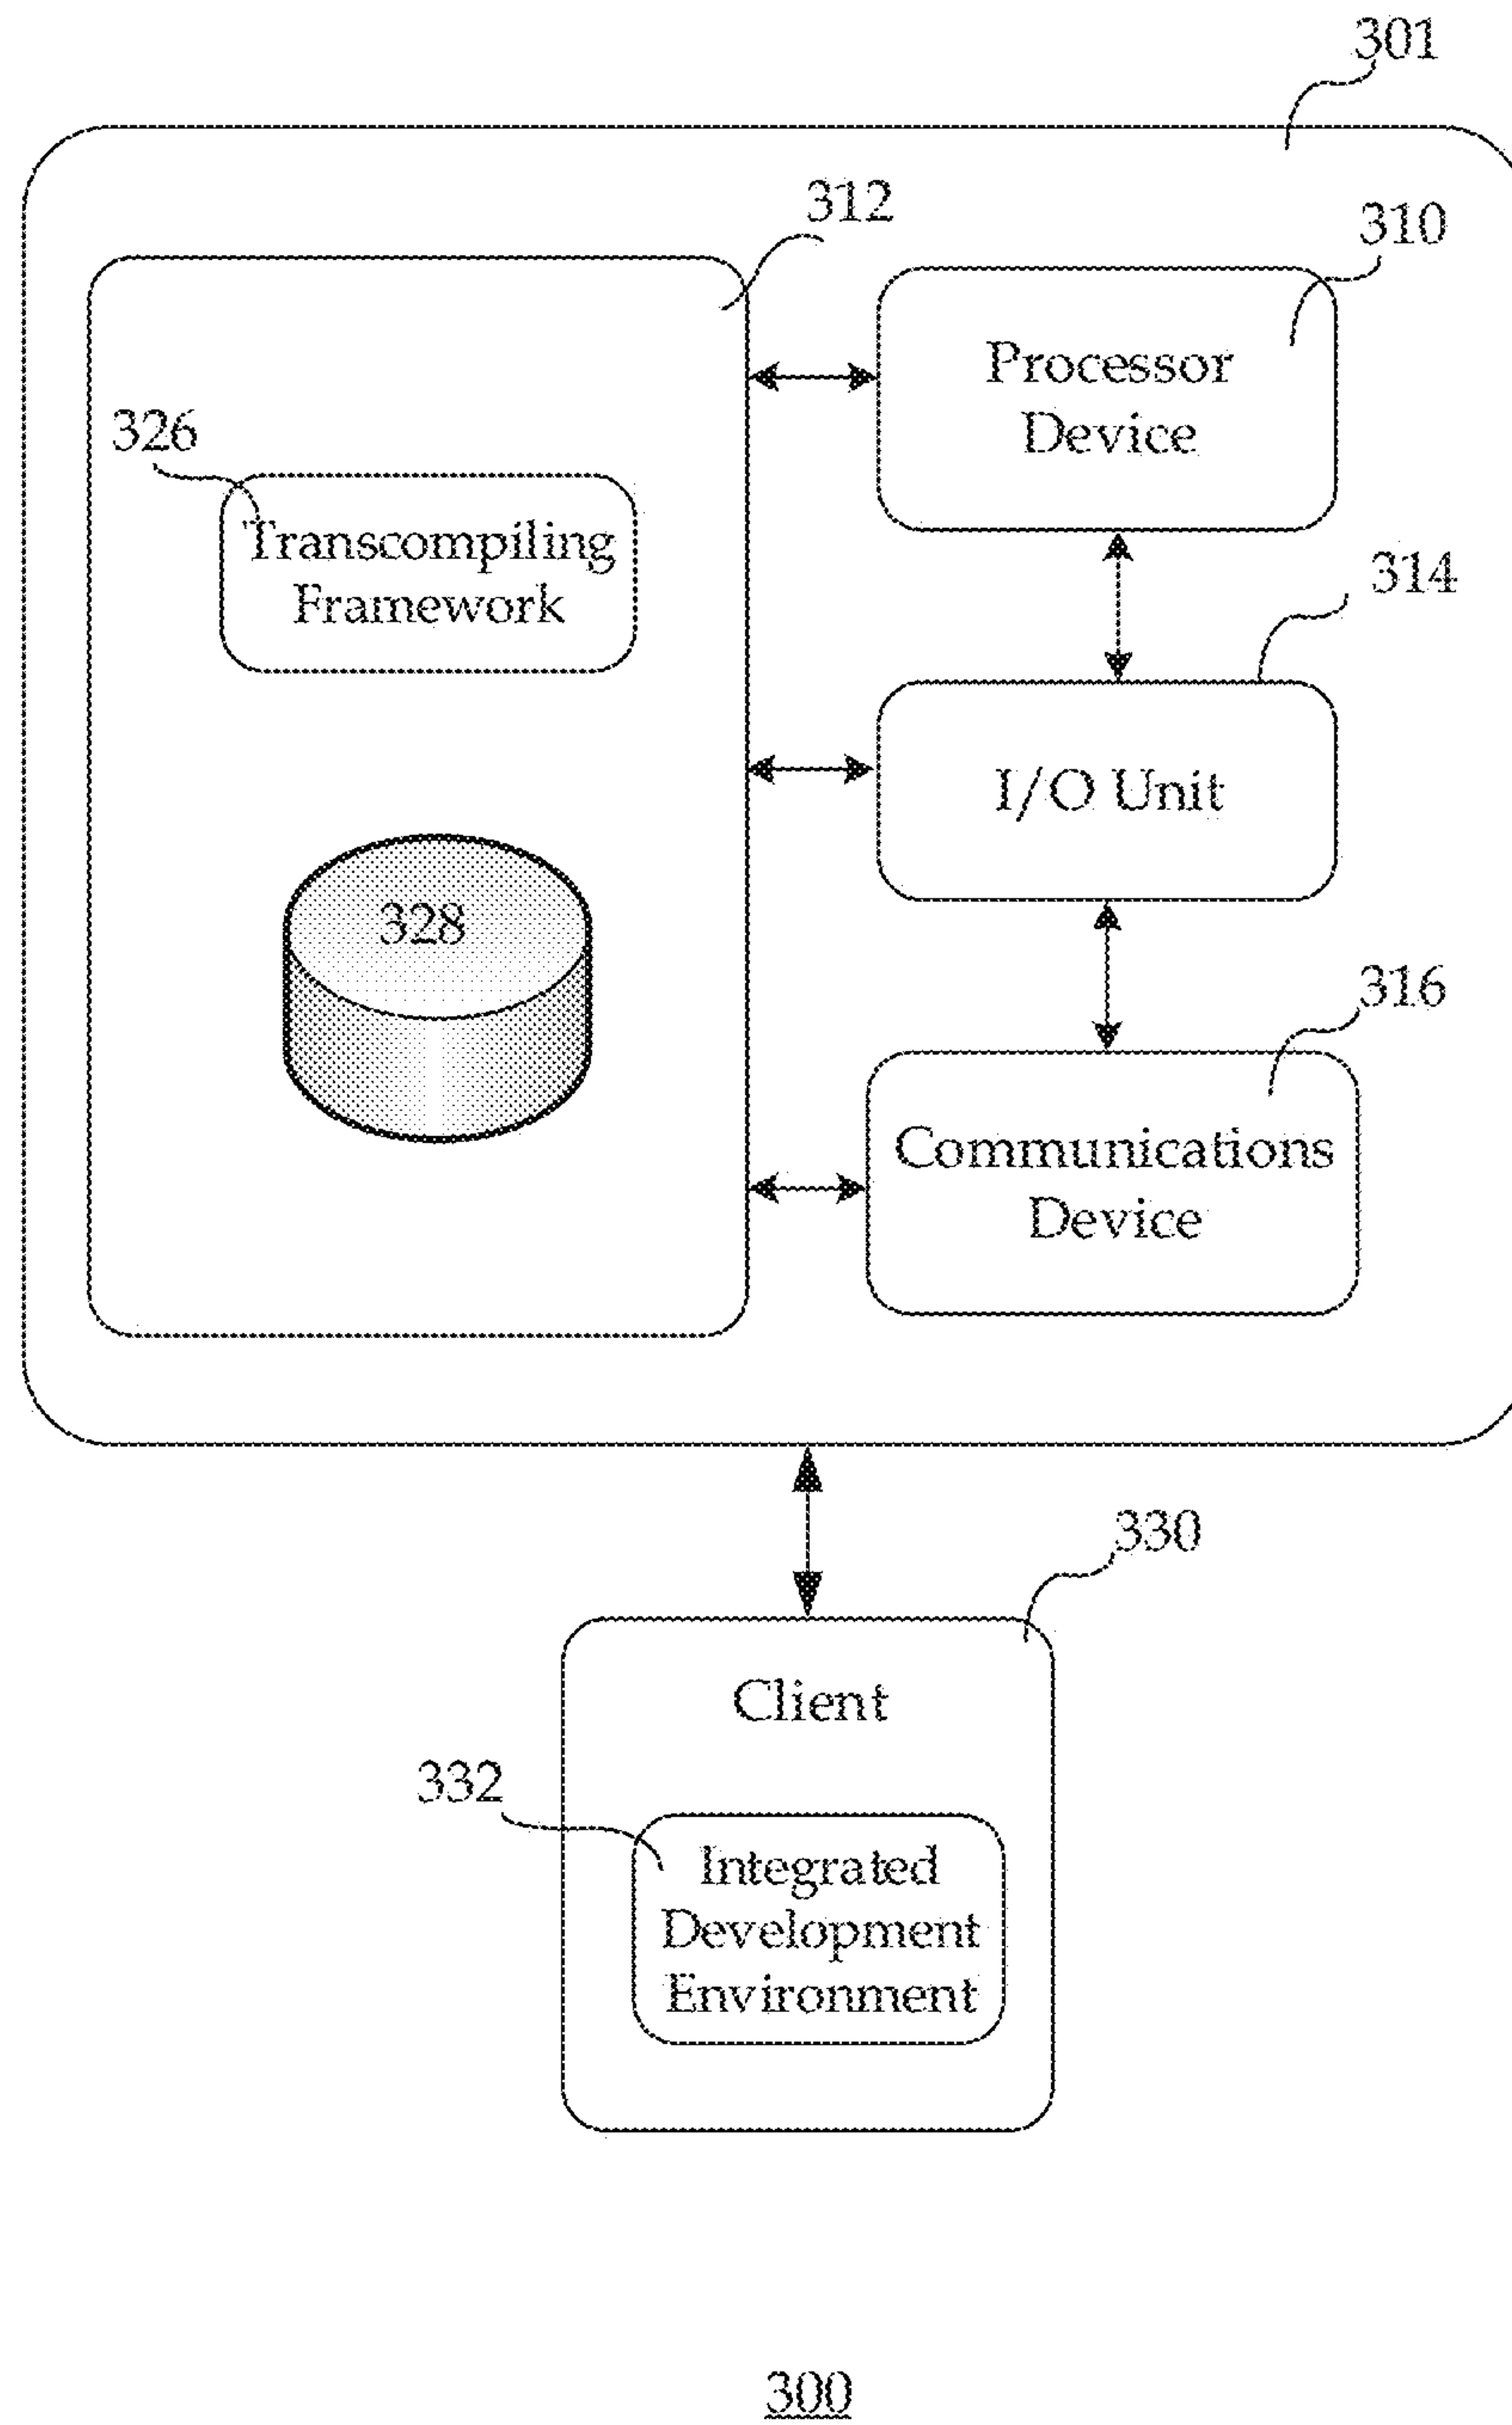 301
312
310
Processor
Device
326
Transcompiling
Framework
314
I/O Unit
328
316
Communications
Device
330
Client
332
Integrated
Development
Environment
300